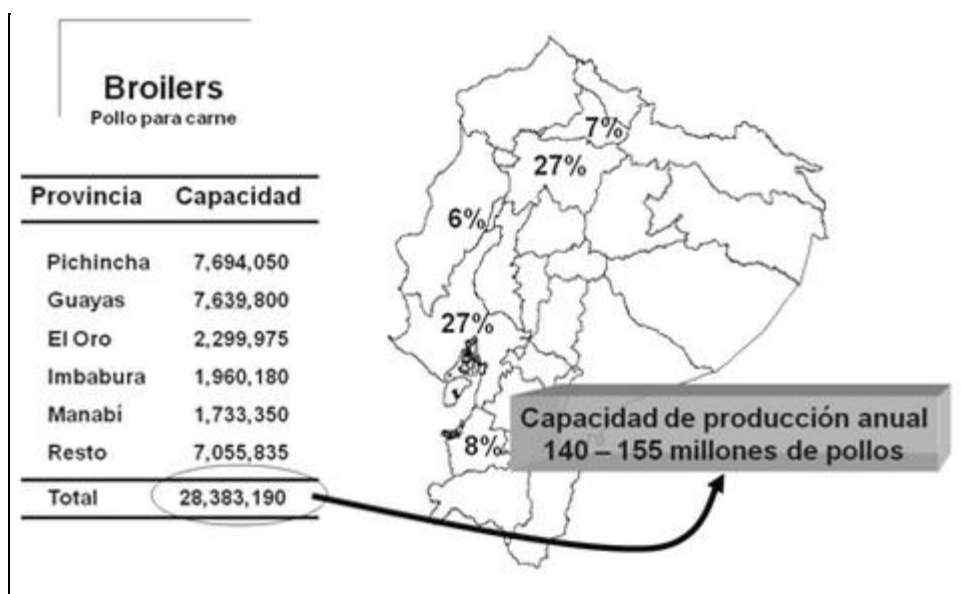 Broilers
Pollo para carne
Provincia Capacidad
Pichincha 7,694,050
Guayas 7,639,800
El Oro 2,299,975
Imbabura 1,960,180
Manabí 1,733,350
Resto 7,055,835
Total 28,383,190
7%
27%
6%
27%
8%
Capacidad de producción anual
140 – 155 millones de pollos